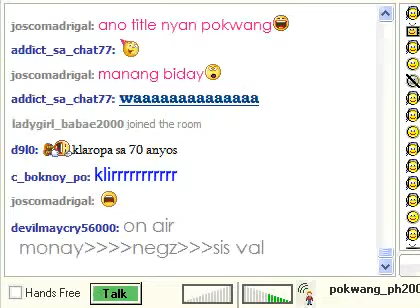 joscomadrigal: ano title nyan pokwang
addict_sa_chat77:
joscomadrigal: manang biday
addict_sa_chat77: waaaaaaaaaaaaaa
ladygirl_babae2000 joined the room
d9l0: klaropa sa 70 anyos
c_boknoy_po: klirrrrrrrrrrr
joscomadrigal:
devilmaycry56000: on air
monay>>>>negz>>>sis val
Hands Free Talk pokwang_ph200